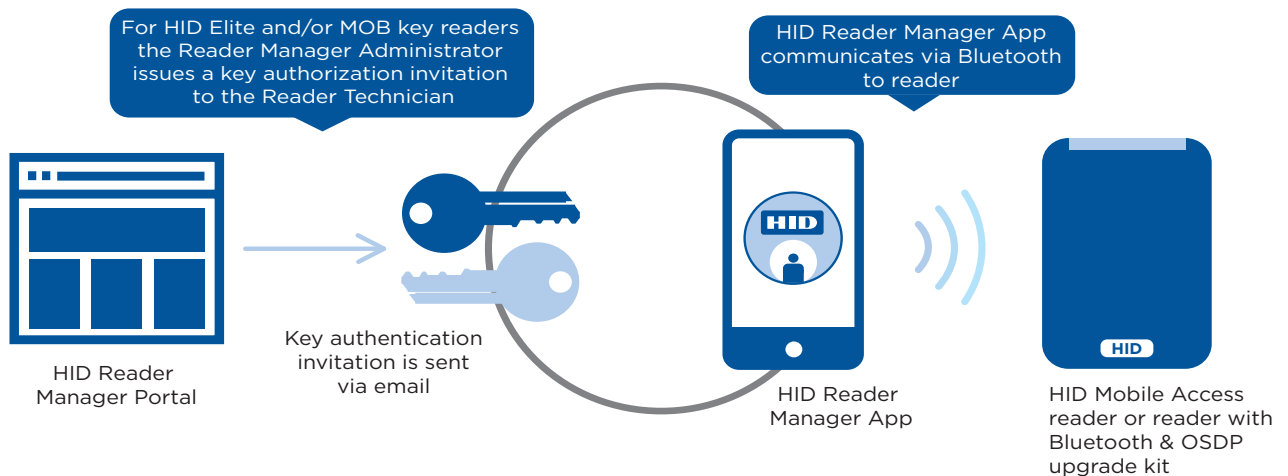 For HID Elite and/or MOB key readers
the Reader Manager Administrator
issues a key authorization invitation
to the Reader Technician
HID Reader Manager App
communicates via Bluetooth
to reader
HID
HID
Key authentication
invitation is sent
via email
HID Reader
Manager Portal
HID Reader
Manager App
HID Mobile Access
reader or reader with
Bluetooth & OSDP
upgrade kit